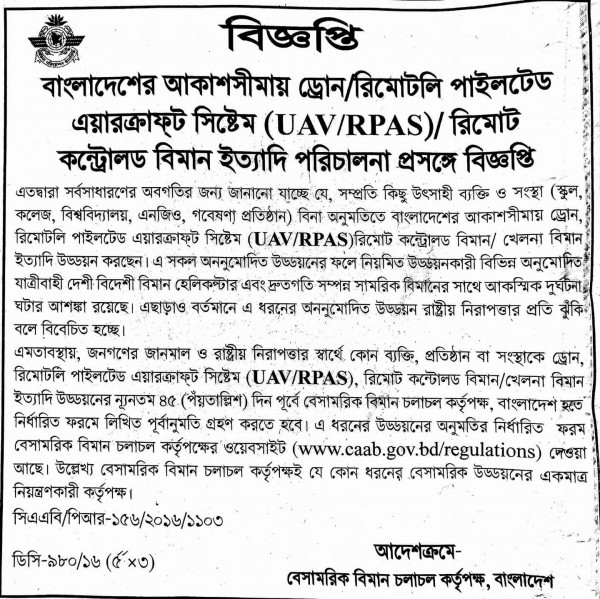 বিজ্ঞপ্তি
বাংলাদেশের আকাশসীমায় ড্রোন/রিমোটলি পাইলটেড
এয়ারক্রাফ্ট সিষ্টেম (UAV/RPAS)/ রিমোট
কন্ট্রোলড বিমান ইত্যাদি পরিচালনা প্রসঙ্গে বিজ্ঞপ্তি
এতদ্বারা সর্বসাধারণের অবগতির জন্য জানানো যাচ্ছে যে, সম্প্রতি কিছু উৎসাহী ব্যক্তি ও সংস্থা (স্কুল,
কলেজ, বিশ্ববিদ্যালয়, এনজিও, গবেষণা প্রতিষ্ঠান) বিনা অনুমতিতে বাংলাদেশের আকাশসীমায় ড্রোন,
রিমোটলি পাইলটেড এয়ারক্রাফ্ট সিষ্টেম (UAV/RPAS)রিমোট কন্ট্রোলড বিমান/ খেলনা বিমান
ইত্যাদি উড্ডয়ন করছেন। এ সকল অননুমোদিত উড্ডয়নের ফলে নিয়মিত উড্ডয়নকারী বিভিন্ন অনুমোদিত
যাত্রীবাহী দেশী বিদেশী বিমান হেলিকপ্টার এবং দ্রুতগতি সম্পন্ন সামরিক বিমানের সাথে আকস্মিক দুর্ঘটনা
ঘটার আশঙ্কা রয়েছে। এছাড়াও বর্তমানে এ ধরনের অননুমোদিত উড্ডয়ন রাষ্ট্রীয় নিরাপত্তার প্রতি ঝুঁকি
বলে বিবেচিত হচ্ছে।
এমতাবস্থায়, জনগণের জানমাল ও রাষ্ট্রীয় নিরাপত্তার স্বার্থে কোন ব্যক্তি, প্রতিষ্ঠান বা সংস্থাকে ড্রোন,
রিমোটলি পাইলটেড এয়ারক্রাফ্ট সিষ্টেম (UAV/RPAS), রিমোট কন্টোলড বিমান/খেলনা বিমান
ইত্যাদি উড্ডয়নের ন্যূনতম ৪৫ (পঁয়তাল্লিশ) দিন পূর্বে বেসামরিক বিমান চলাচল কর্তৃপক্ষ, বাংলাদেশ হতে
নির্ধারিত ফরমে লিখিত পূর্বানুমতি গ্রহণ করতে হবে। এ ধরনের উড্ডয়নের অনুমতির নির্ধারিত ফরম
বেসামরিক বিমান চলাচল কর্তৃপক্ষের ওয়েবসাইট (www.caab.gov.bd/regulations) দেওয়া
আছে। উল্লেখ্য বেসামরিক বিমান চলাচল কর্তৃপক্ষই যে কোন ধরনের বেসামরিক উড্ডয়নের একমাত্র
নিয়ন্ত্রণকারী কর্তৃপক্ষ।
সিএএবি/পিআর-১৫৬/২০১৬/১১০৩
আদেশক্রমে-
ডিসি-৯৮০/১৬ (৫˝×৩)
বেসামরিক বিমান চলাচল কর্তৃপক্ষ, বাংলাদেশ